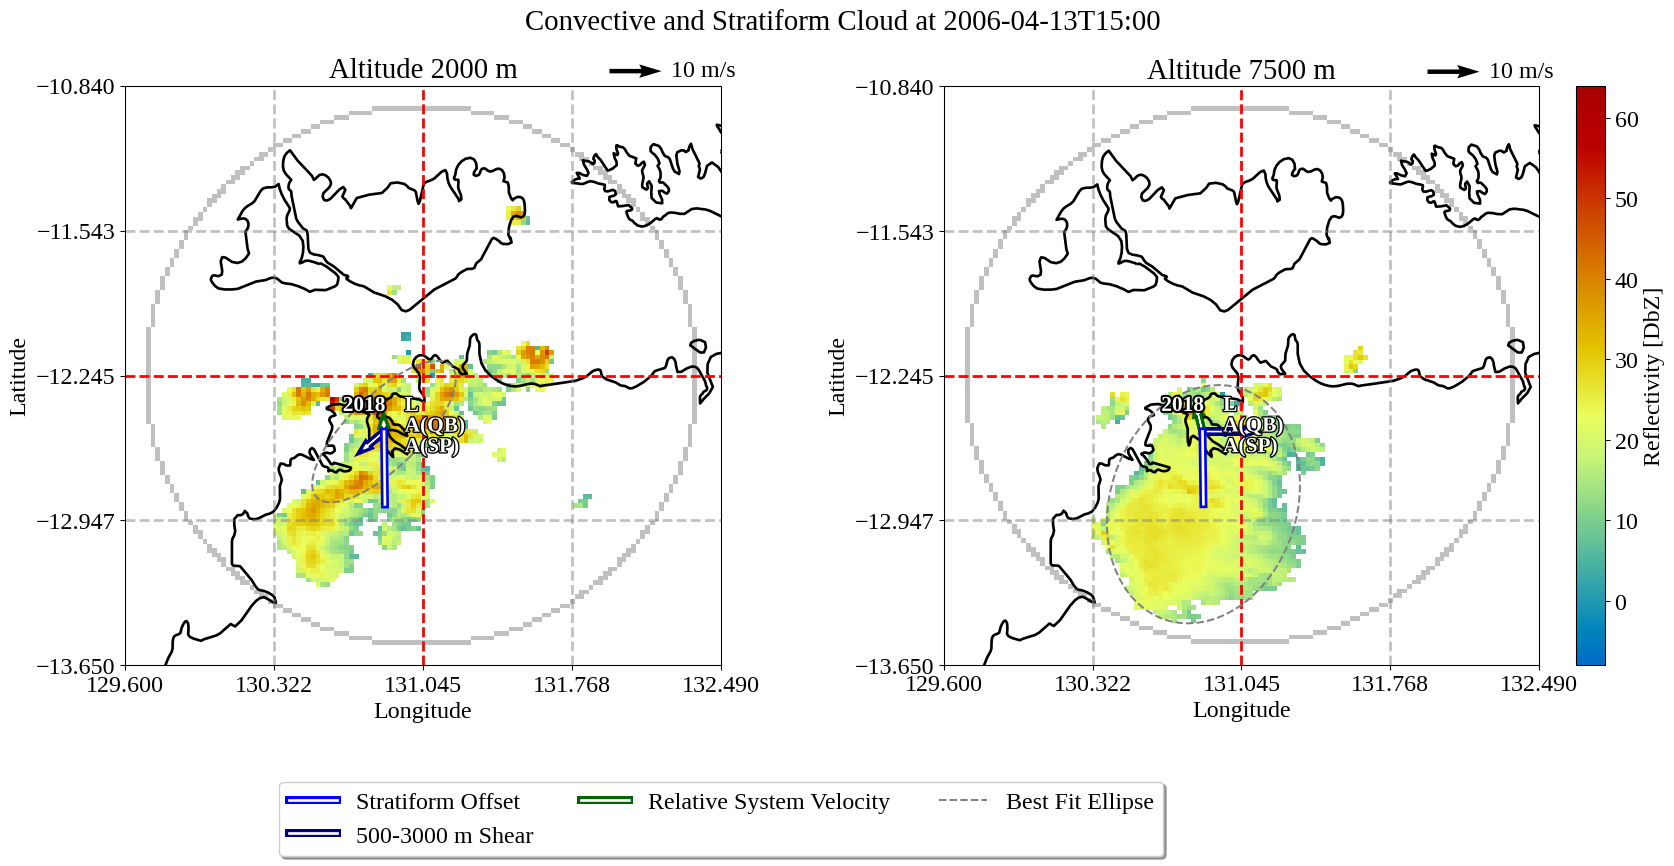 Convective and Stratiform Cloud at 2006-04-13T15:00
Altitude 2000 m
10 m/s
−10.840
−11.543
−12.245
−12.947
−13.650
Latitude
129.600 130.322 131.045 131.768 132.490
Longitude
2018
L
A(QB)
A(SP)
Altitude 7500 m
10 m/s
−10.840
−11.543
−12.245
−12.947
−13.650
Latitude
129.600 130.322 131.045 131.768 132.490
Longitude
2018
L
A(QB)
A(SP)
60
50
40
30
20
10
0
Reflectivity [DbZ]
Stratiform Offset
500-3000 m Shear
Relative System Velocity
Best Fit Ellipse